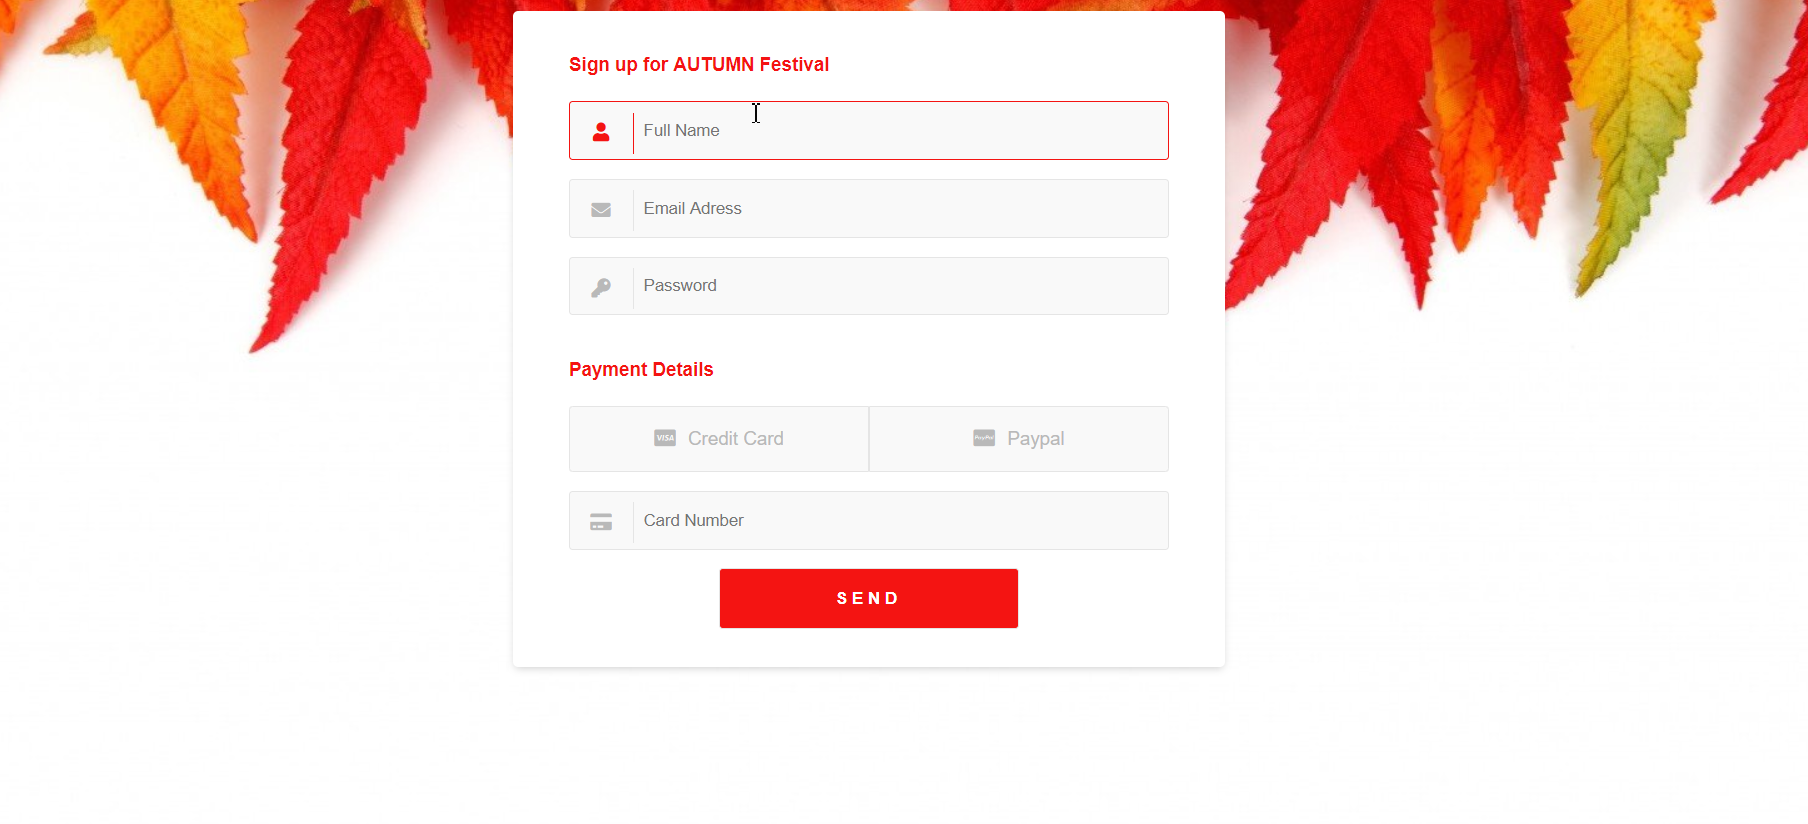 Sign up for AUTUMN Festival
Full Name
Email Adress
Password
Payment Details
VISA Credit Card
PayPal Paypal
Card Number
SEND